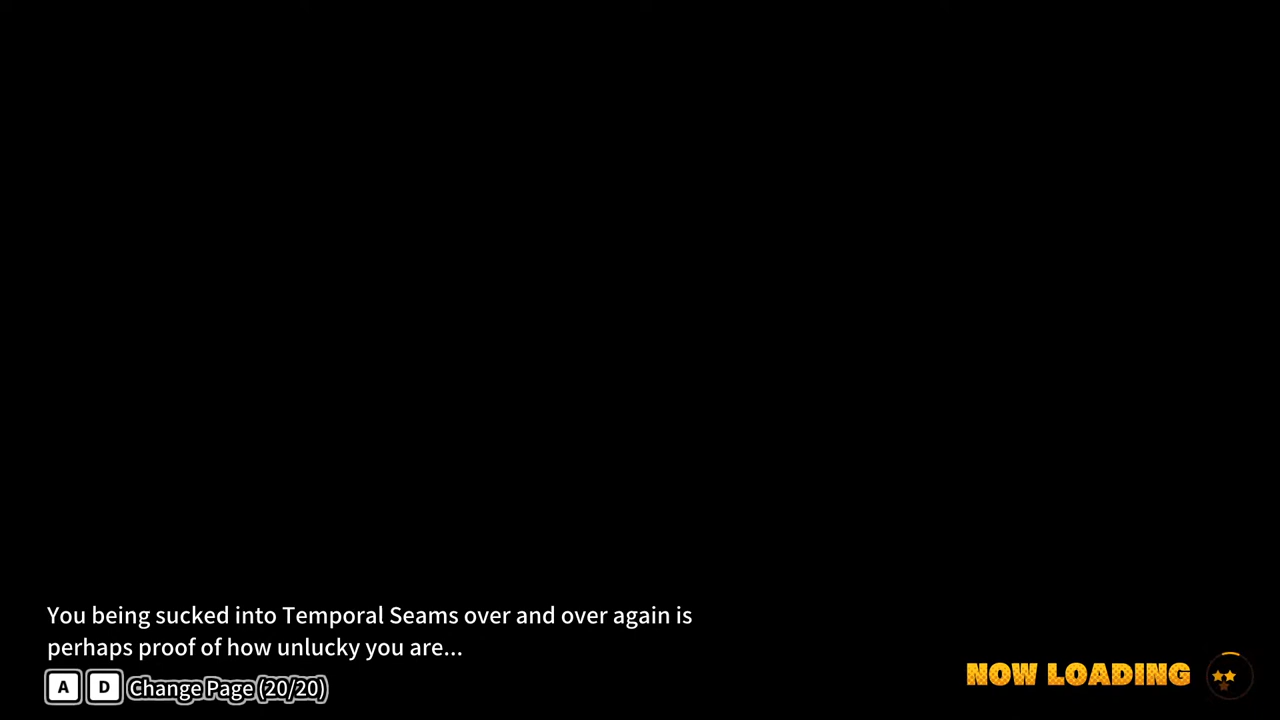 You being sucked into Temporal Seams over and over again is
perhaps proof of how unlucky you are...
A D Change Page (20/20)
NOW LOADING